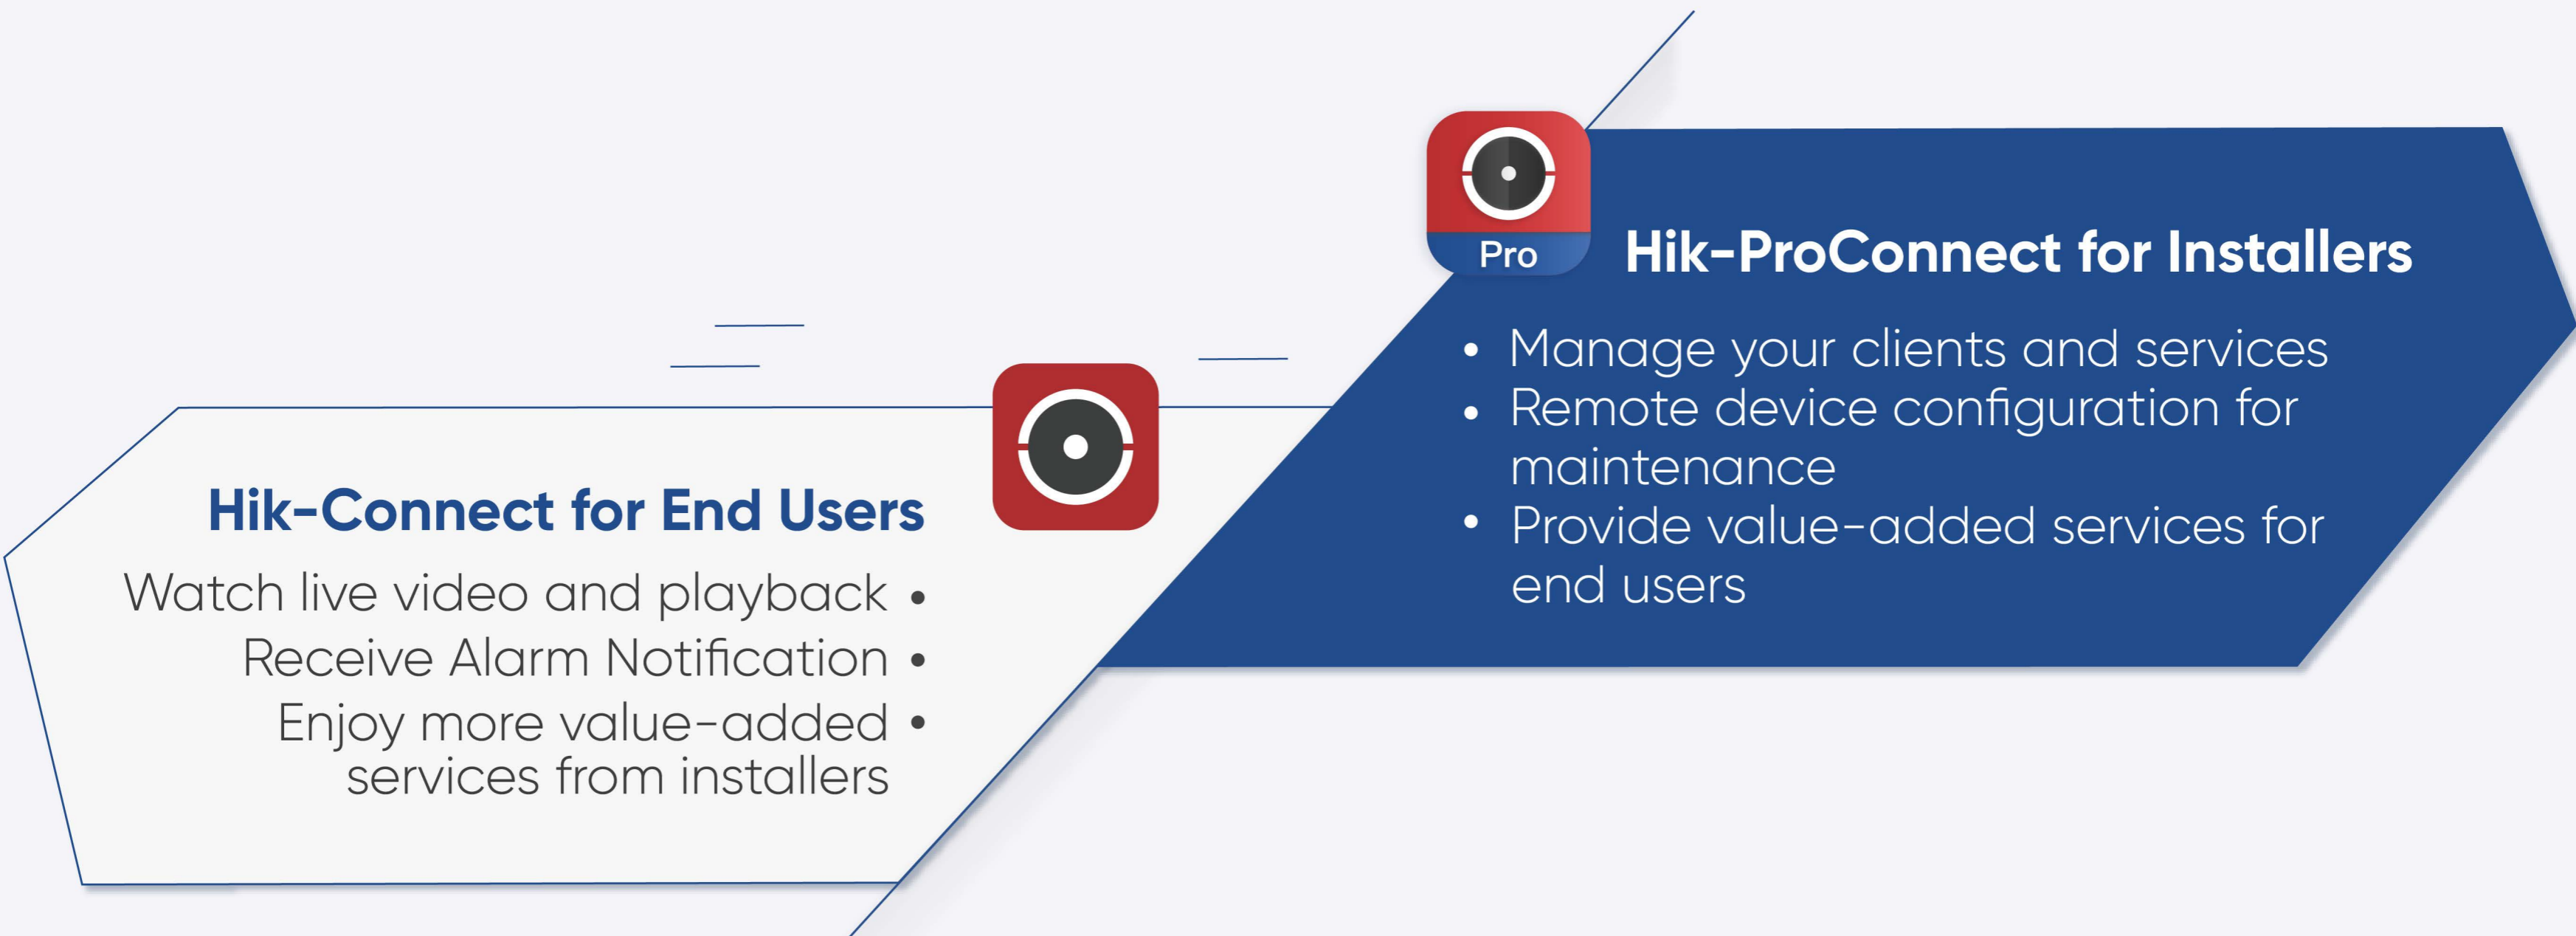 Hik-Connect for End Users
Watch live video and playback •
Receive Alarm Notification •
Enjoy more value-added •
services from installers
Pro
Hik-ProConnect for Installers
• Manage your clients and services
• Remote device configuration for
maintenance
• Provide value-added services for
end users